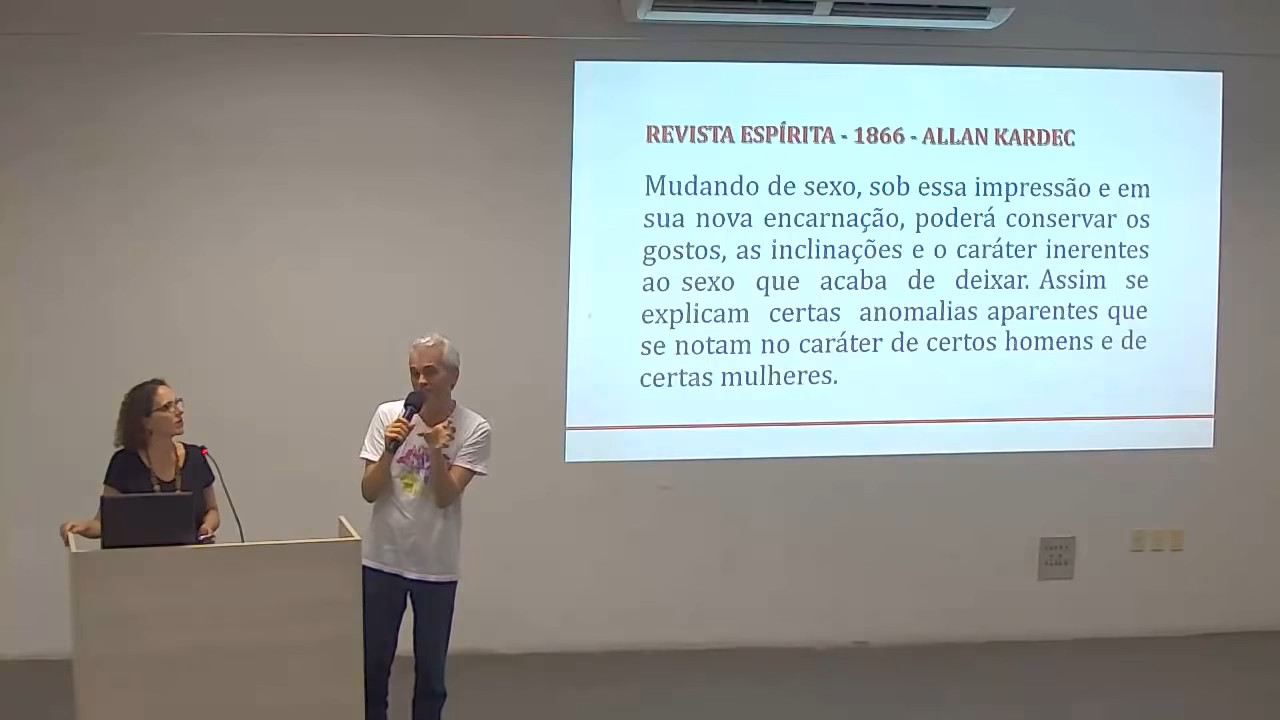 REVISTA ESPÍRITA - 1866 - ALLAN KARDEC
Mudando de sexo, sob essa impressão e em
sua nova encarnação, poderá conservar os
gostos, as inclinações e o caráter inerentes
ao sexo que acaba de deixar. Assim se
explicam certas anomalias aparentes que
se notam no caráter de certos homens e de
certas mulheres.